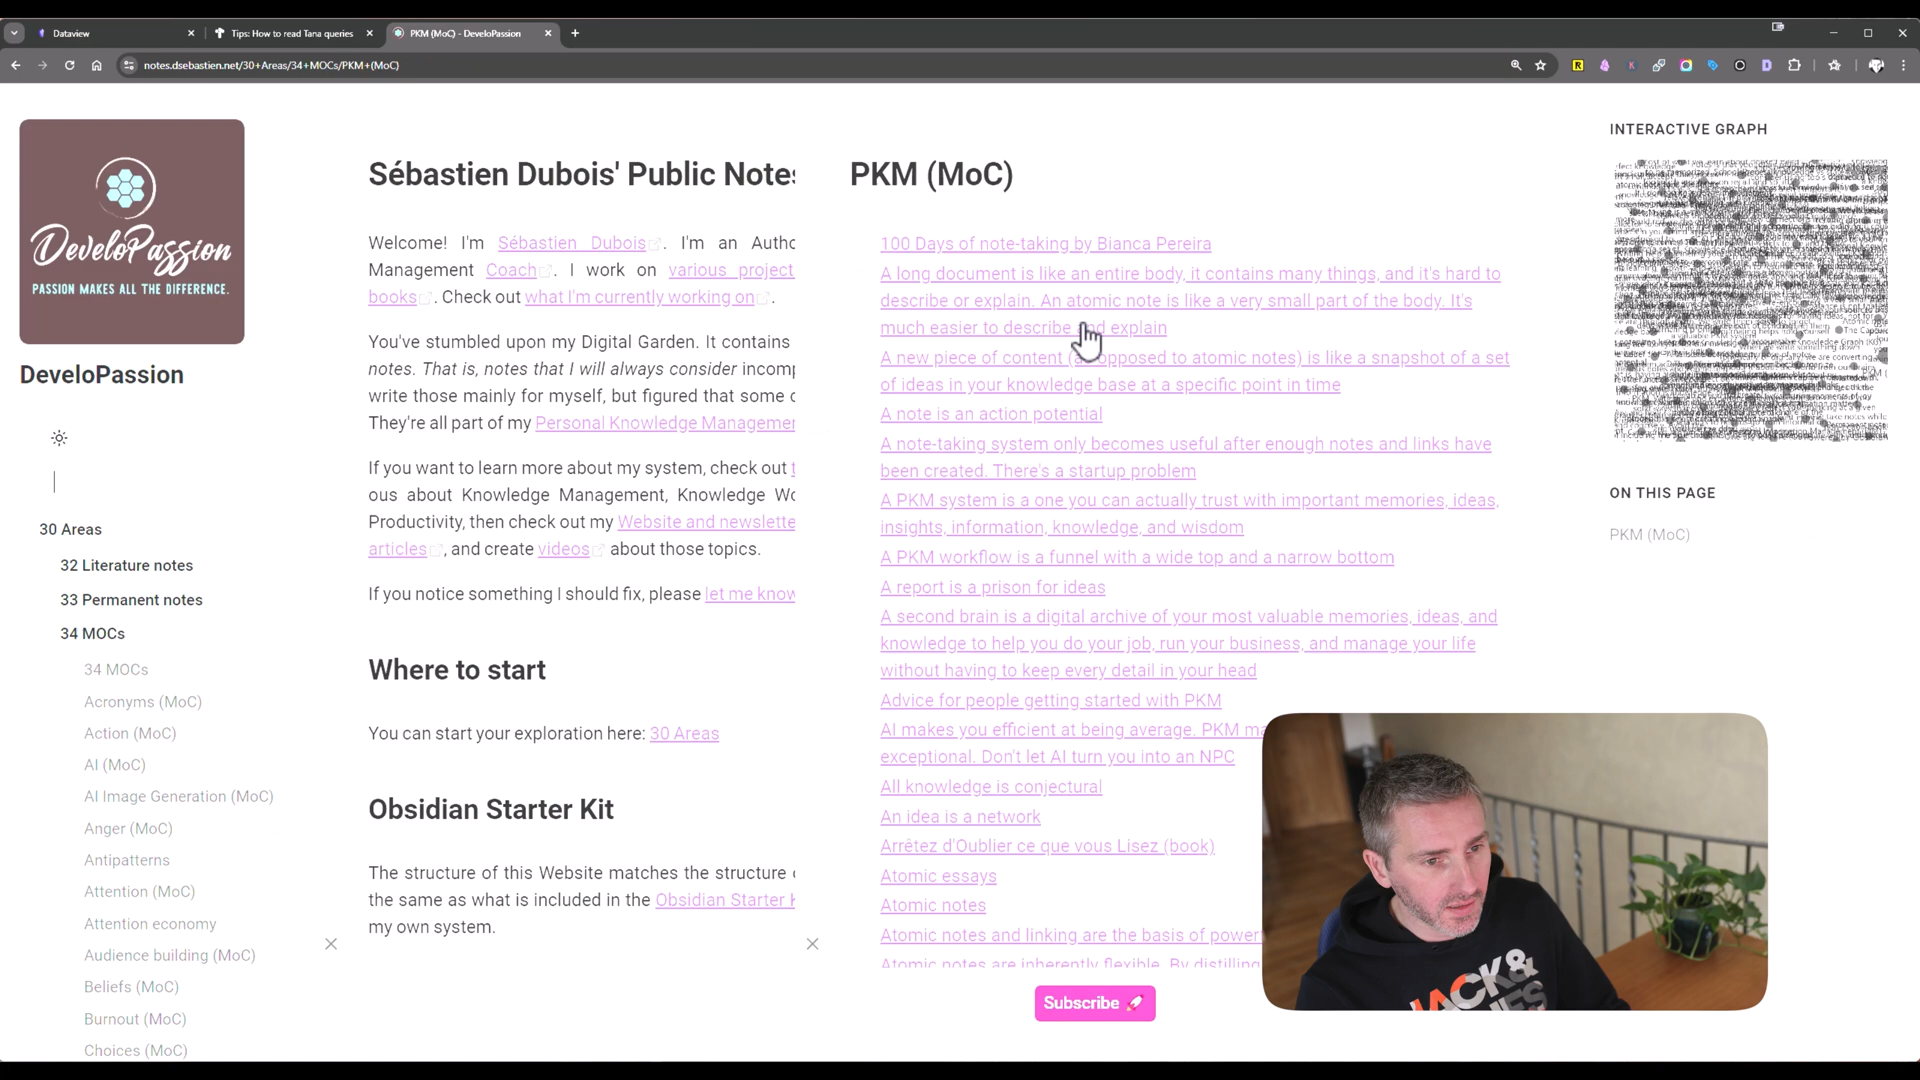 Dataview
Tips: How to read Tana queries
PKM (MoC) - DeveloPassion
notes.dsebastien.net/30+Areas/34+MOCs/PKM+(MoC)
DeveloPassion
PASSION MAKES ALL THE DIFFERENCE.
DeveloPassion
30 Areas
32 Literature notes
33 Permanent notes
34 MOCs
34 MOCs
Acronyms (MoC)
Action (MoC)
AI (MoC)
AI Image Generation (MoC)
Anger (MoC)
Antipatterns
Attention (MoC)
Attention economy
Audience building (MoC)
Beliefs (MoC)
Burnout (MoC)
Choices (MoC)
Sébastien Dubois' Public Notes
Welcome! I'm Sébastien Dubois. I'm an Autho
Management Coach. I work on various project
books. Check out what I'm currently working on.
You've stumbled upon my Digital Garden. It contains
notes. That is, notes that I will always consider incomp
write those mainly for myself, but figured that some o
They're all part of my Personal Knowledge Managemen
If you want to learn more about my system, check out t
ous about Knowledge Management, Knowledge Wo
Productivity, then check out my Website and newslette
articles, and create videos about those topics.
If you notice something I should fix, please let me know
Where to start
You can start your exploration here: 30 Areas
Obsidian Starter Kit
The structure of this Website matches the structure o
the same as what is included in the Obsidian Starter K
my own system.
PKM (MoC)
100 Days of note-taking by Bianca Pereira
A long document is like an entire body, it contains many things, and it's hard to
describe or explain. An atomic note is like a very small part of the body. It's
much easier to describe and explain
A new piece of content (as opposed to atomic notes) is like a snapshot of a set
of ideas in your knowledge base at a specific point in time
A note is an action potential
A note-taking system only becomes useful after enough notes and links have
been created. There's a startup problem
A PKM system is a one you can actually trust with important memories, ideas,
insights, information, knowledge, and wisdom
A PKM workflow is a funnel with a wide top and a narrow bottom
A report is a prison for ideas
A second brain is a digital archive of your most valuable memories, ideas, and
knowledge to help you do your job, run your business, and manage your life
without having to keep every detail in your head
Advice for people getting started with PKM
AI makes you efficient at being average. PKM ma
exceptional. Don't let AI turn you into an NPC
All knowledge is conjectural
An idea is a network
Arrêtez d'Oublier ce que vous Lisez (book)
Atomic essays
Atomic notes
Atomic notes and linking are the basis of power
Atomic notes are inherently flexible. By distilling
Subscribe
INTERACTIVE GRAPH
ON THIS PAGE
PKM (MoC)
JACK&